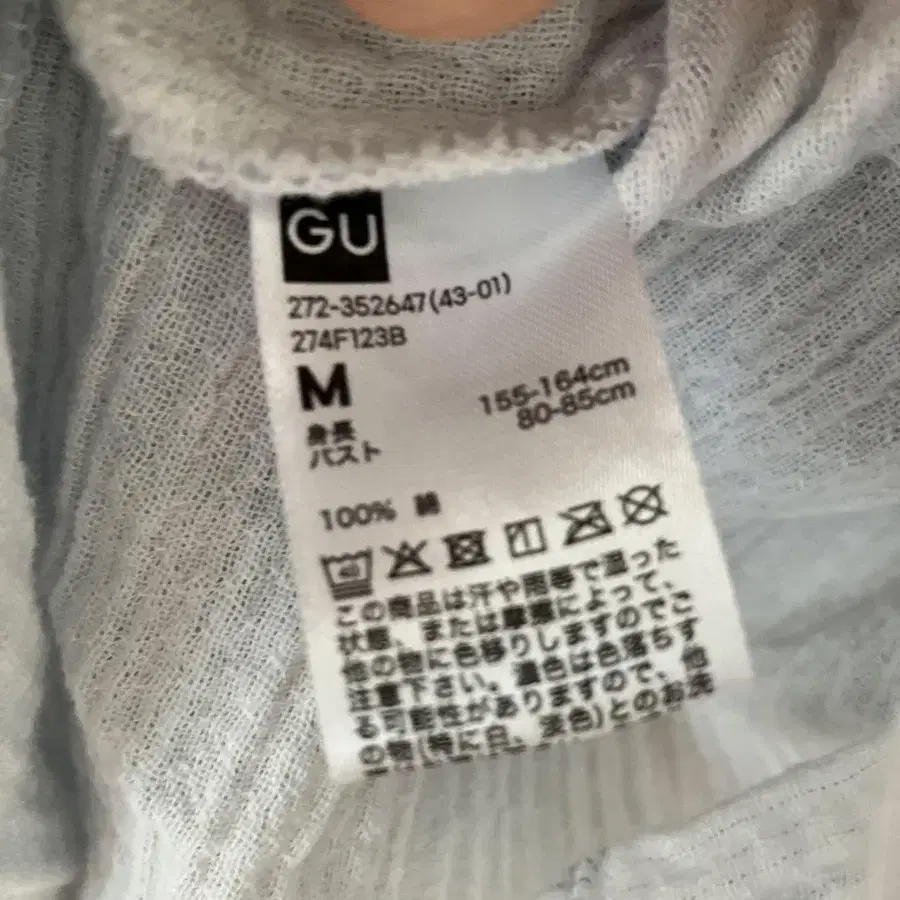 GU
272-352647(43-01)
274F123B
M
身長 155-164cm
バスト 80-85cm
100% 綿
40
この商品は汗や雨等で湿った
状態、または摩擦によって、
他の物に色移りしますのでご
注意下さい。濃色は色落ちす
る可能性がありますので、他
の物(特に白、淡色)とのお洗